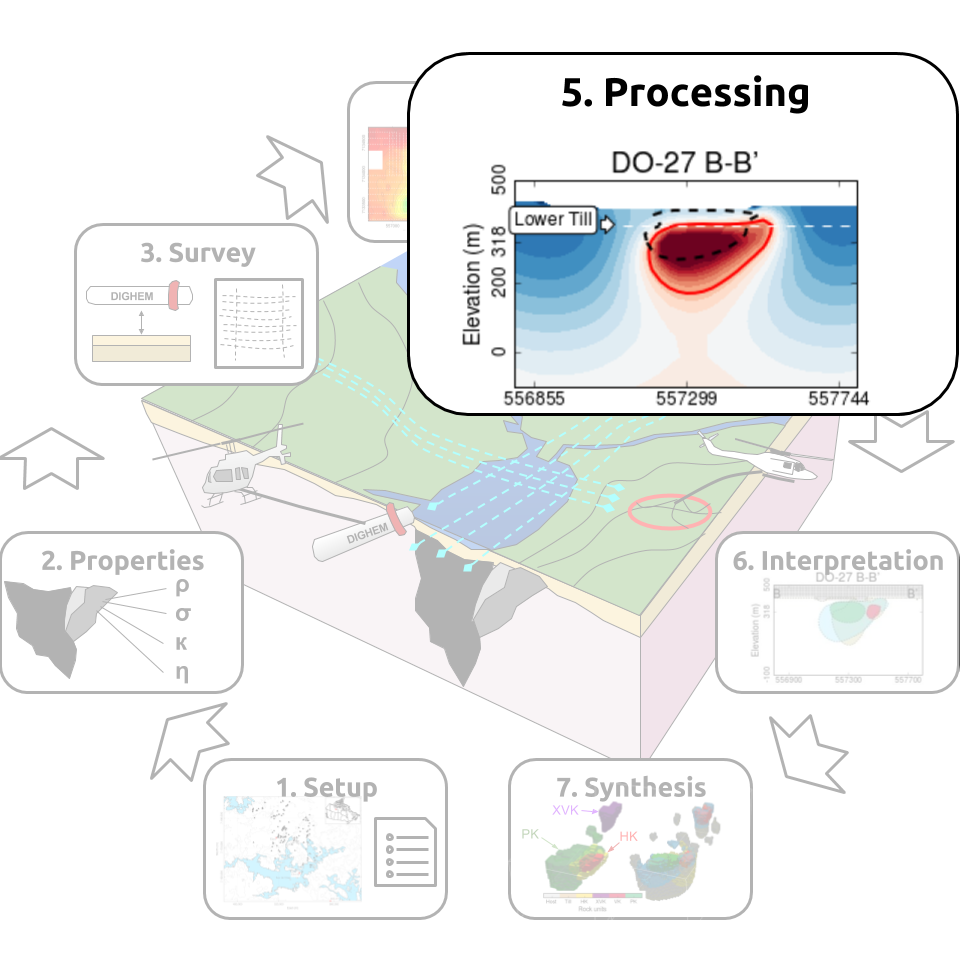 5. Processing
DO-27 B-B’
500
Lower Till
318
200
0
Elevation (m)
556855
557299
557744
3. Survey
DIGHEM
DIGHEM
2. Properties
ρ
σ
κ
η
6. Interpretation
DO-27 B-B’
B
B'
500
318
-100
Elevation (m)
556900
557300
557700
1. Setup
7. Synthesis
XVK
PK
HK
Rock units